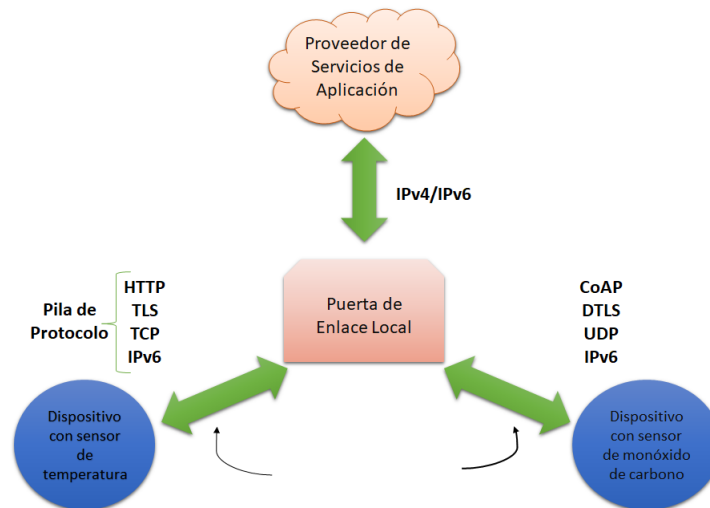 Proveedor de
Servicios de
Aplicación
IPv4/IPv6
Pila de
Protocolo
HTTP
TLS
TCP
IPv6
Puerta de
Enlace Local
CoAP
DTLS
UDP
IPv6
Dispositivo
con sensor
de
temperatura
Dispositivo
con sensor
de monóxido
de carbono